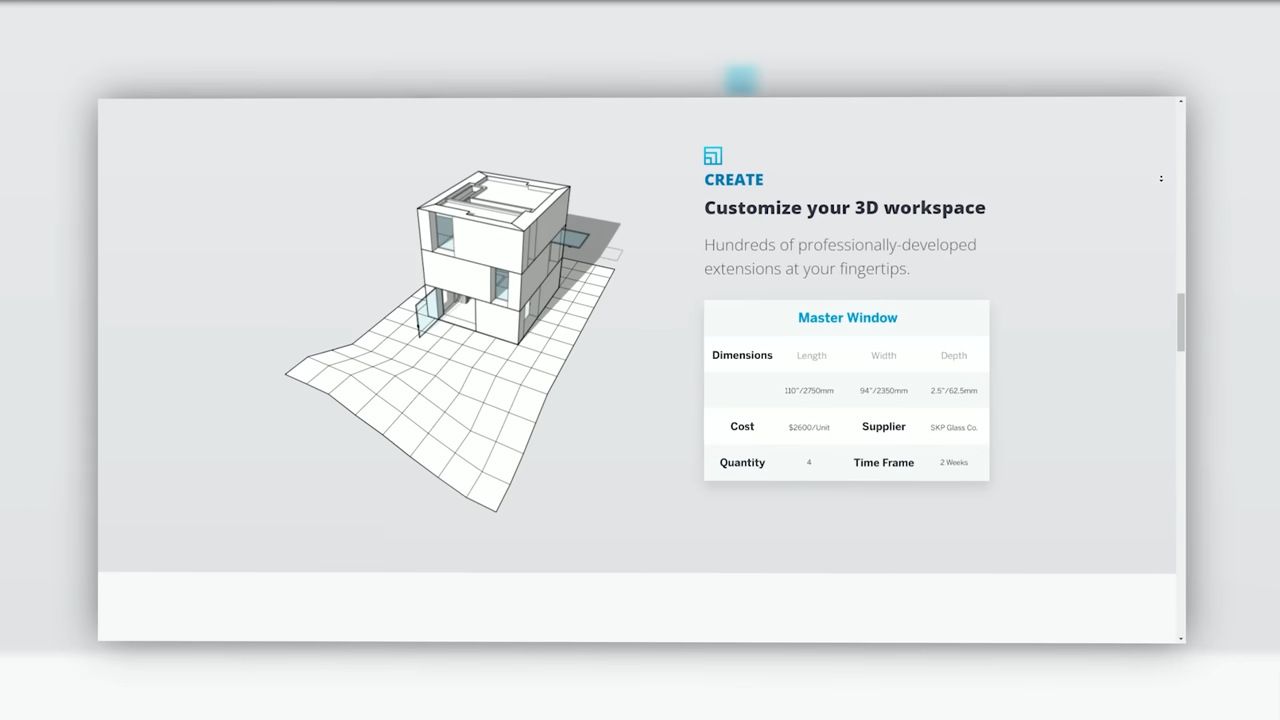 CREATE
Customize your 3D workspace
Hundreds of professionally-developed
extensions at your fingertips.
Master Window
Dimensions Length Width Depth
110"/2750mm 94"/2350mm 2.5"/62.5mm
Cost $2600/Unit Supplier SKP Glass Co.
Quantity 4 Time Frame 2 Weeks